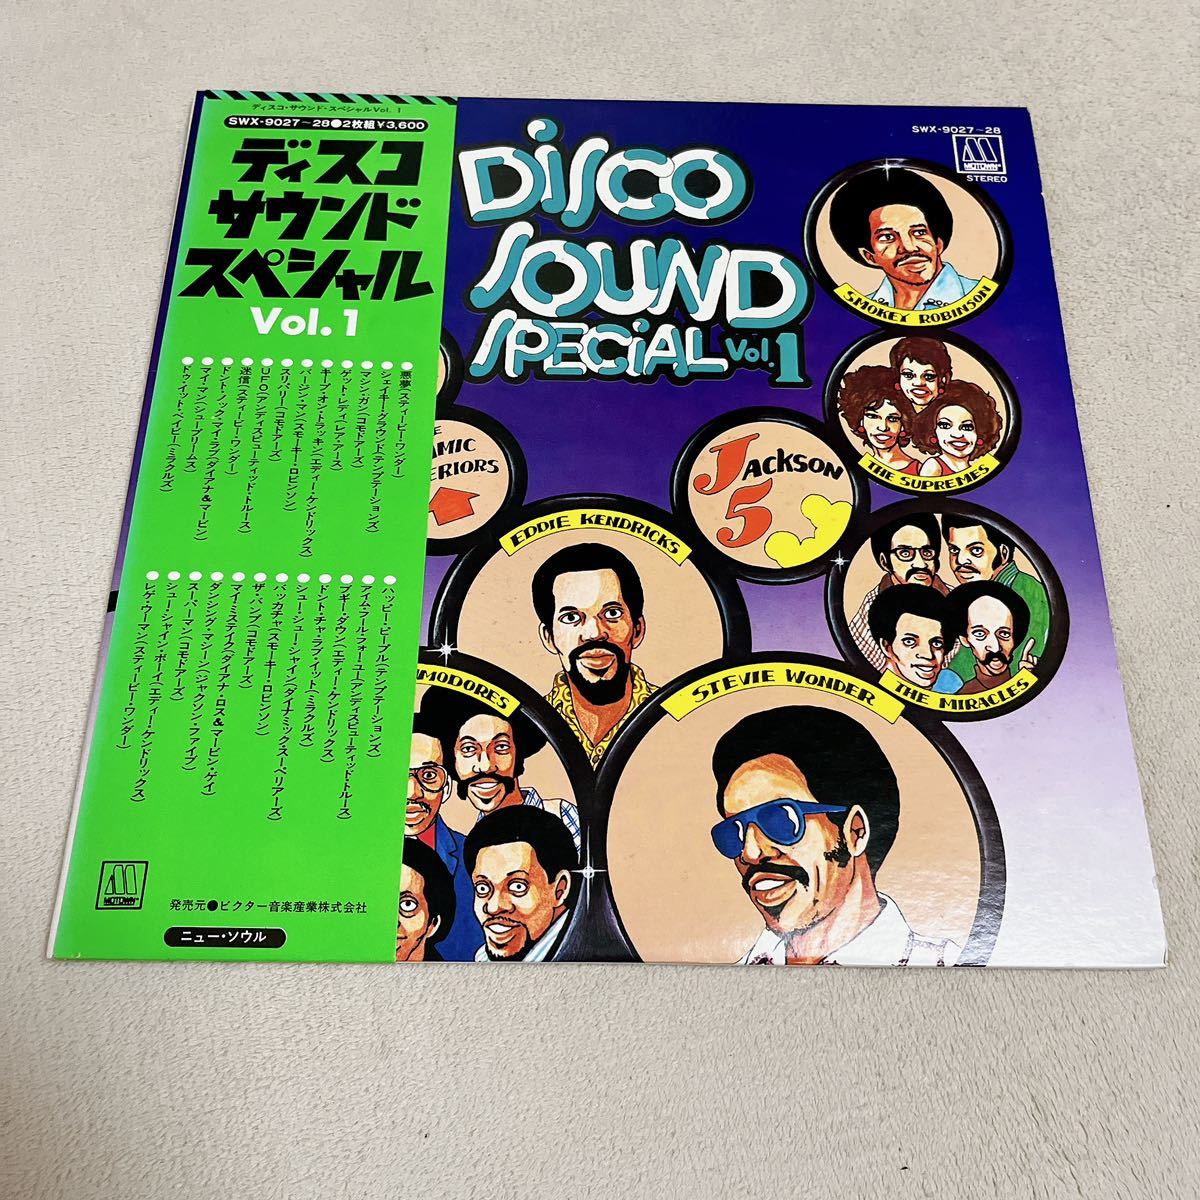 ディスコ・サウンド・スペシャルVol. 1
SWX-9027~28●2枚組¥3,600
ディスコ
サウンド
スペシャル
Vol. 1
●悪夢(スティービー・ワンダー)
●シェイキー・グラウンド(テンプテーションズ)
●マシン・ガン(コモドアーズ)
●ゲット・レディ(レア・アース)
●キープ・オン・トラッキン(エディー・ケンドリックス)
●バージン・マン(スモーキー・ロビンソン)
●スリパリー(コモドアーズ)
●UFO(アンディスピューティッド・トルース)
●迷信(スティービー・ワンダー)
●ドント・ノック・マイ・ラブ(ダイアナ&マービン)
●マイ・マン(シュープリームス)
●ドゥ・イット・ベイビー(ミラクルズ)
●ハッピー・ピープル(テンプテーションズ)
●アイム・フール・フォー・ユー(アンディスピューティッド・トルース)
●ブギー・ダウン(エディー・ケンドリックス)
●ドント・チャ・ラブ・イット(ミラクルズ)
●シュー・シュー・シャイン(ダイナミック・スーペリアーズ)
●バッカチャ(スモーキー・ロビンソン)
●ザ・バンプ(コモドアーズ)
●マイ・ミステイク(ダイアナ・ロス&マービン・ゲイ)
●ダンシング・マシーン(ジャクソン・ファイブ)
●スーパーマン(コモドアーズ)
●シュー・シャイン・ボーイ(エディー・ケンドリックス)
●レゲ・ウーマン(スティービー・ワンダー)
MOTOWN
発売元●ビクター音楽産業株式会社
ニュー・ソウル
DISCO
SOUND
SPECIAL Vol. 1
SWX-9027~28
MOTOWN
STEREO
SMOKEY ROBINSON
THE SUPREMES
JACKSON
5
EDDIE KENDRICKS
THE MIRACLES
STEVIE WONDER
MODORES
AMIC
ERIORS